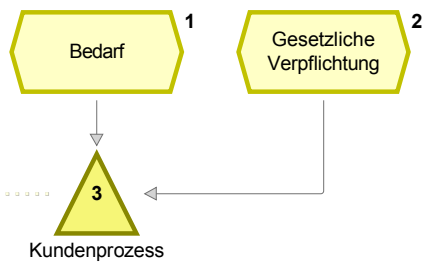 1
Bedarf
2
Gesetzliche
Verpflichtung
3
Kundenprozess